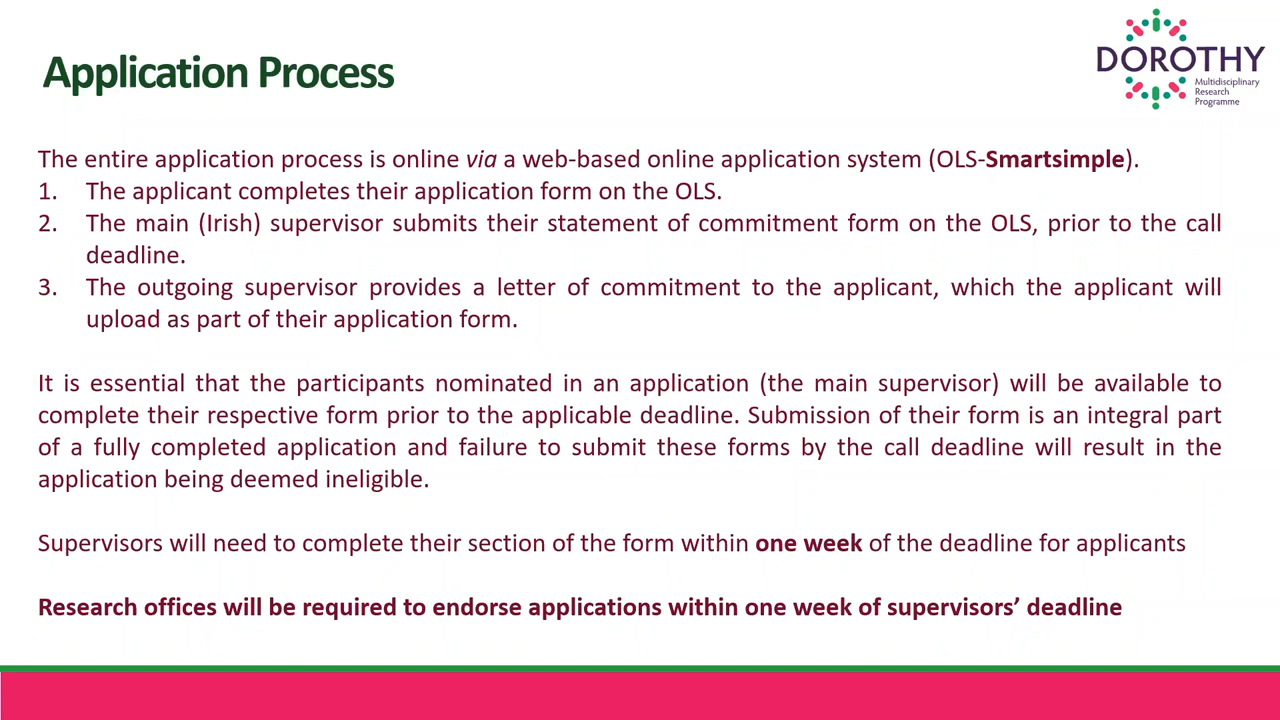 Application Process
DOROTHY
Multidisciplinary
Research
Programme
The entire application process is online via a web-based online application system (OLS-Smartsimple).
1. The applicant completes their application form on the OLS.
2. The main (Irish) supervisor submits their statement of commitment form on the OLS, prior to the call
deadline.
3. The outgoing supervisor provides a letter of commitment to the applicant, which the applicant will
upload as part of their application form.
It is essential that the participants nominated in an application (the main supervisor) will be available to
complete their respective form prior to the applicable deadline. Submission of their form is an integral part
of a fully completed application and failure to submit these forms by the call deadline will result in the
application being deemed ineligible.
Supervisors will need to complete their section of the form within one week of the deadline for applicants
Research offices will be required to endorse applications within one week of supervisors’ deadline